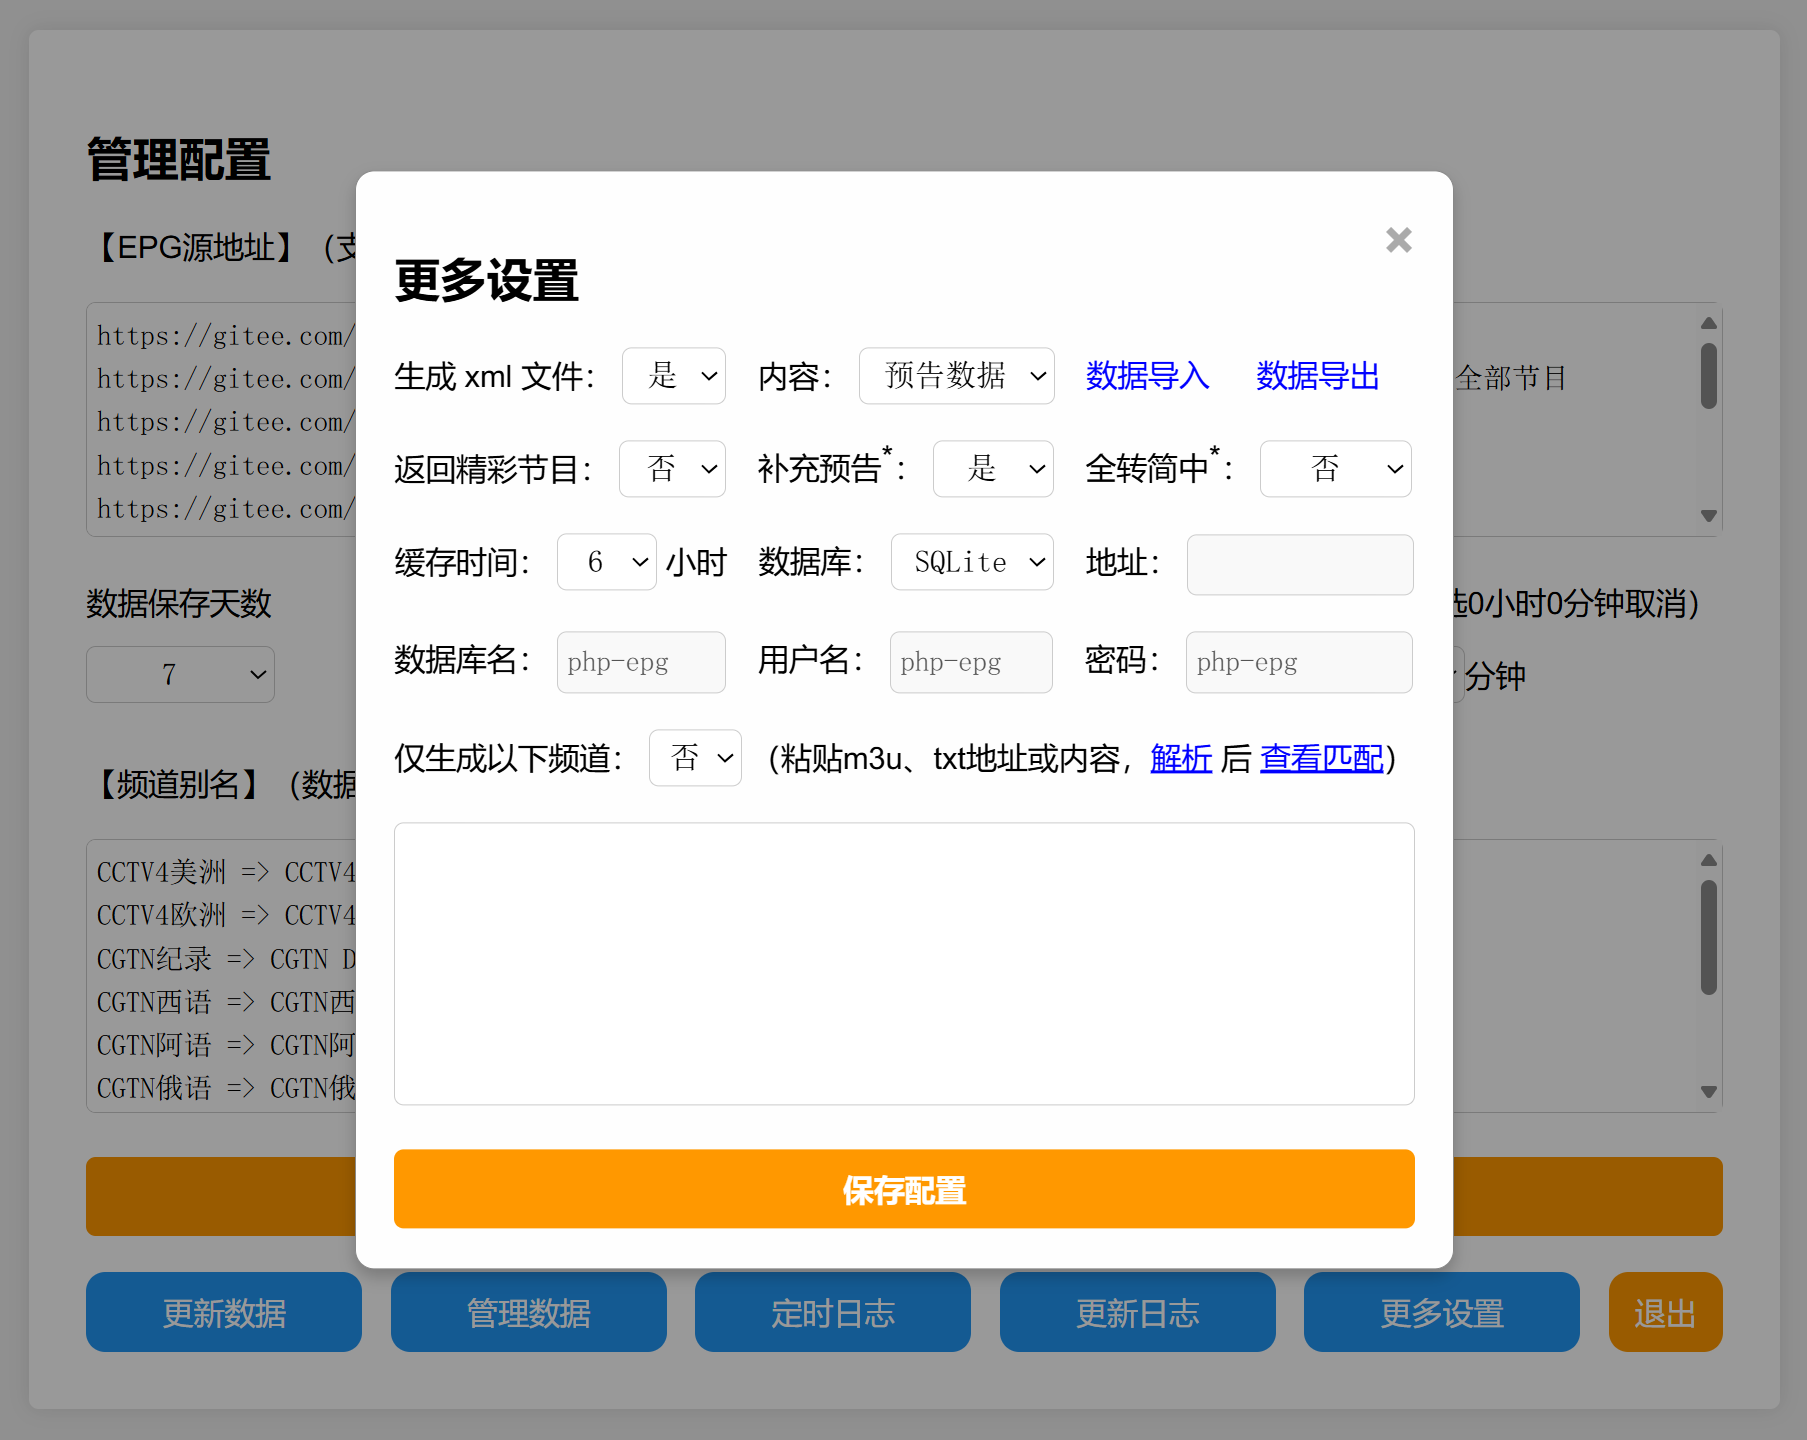 管理配置
【EPG源地址】（支
https://gitee.com/
https://gitee.com/
https://gitee.com/
https://gitee.com/
https://gitee.com/
全部节目
数据保存天数
选0小时0分钟取消）
7
分钟
【频道别名】（数据
CCTV4美洲 => CCTV4
CCTV4欧洲 => CCTV4
CGTN纪录 => CGTN D
CGTN西语 => CGTN西
CGTN阿语 => CGTN阿
CGTN俄语 => CGTN俄
×
更多设置
生成 xml 文件： 是 内容： 预告数据 数据导入 数据导出
返回精彩节目： 否 补充预告*： 是 全转简中*： 否
缓存时间： 6 小时 数据库： SQLite 地址：
数据库名： php-epg 用户名： php-epg 密码： php-epg
仅生成以下频道： 否 （粘贴m3u、txt地址或内容，解析 后 查看匹配）
保存配置
更新数据 管理数据 定时日志 更新日志 更多设置 退出